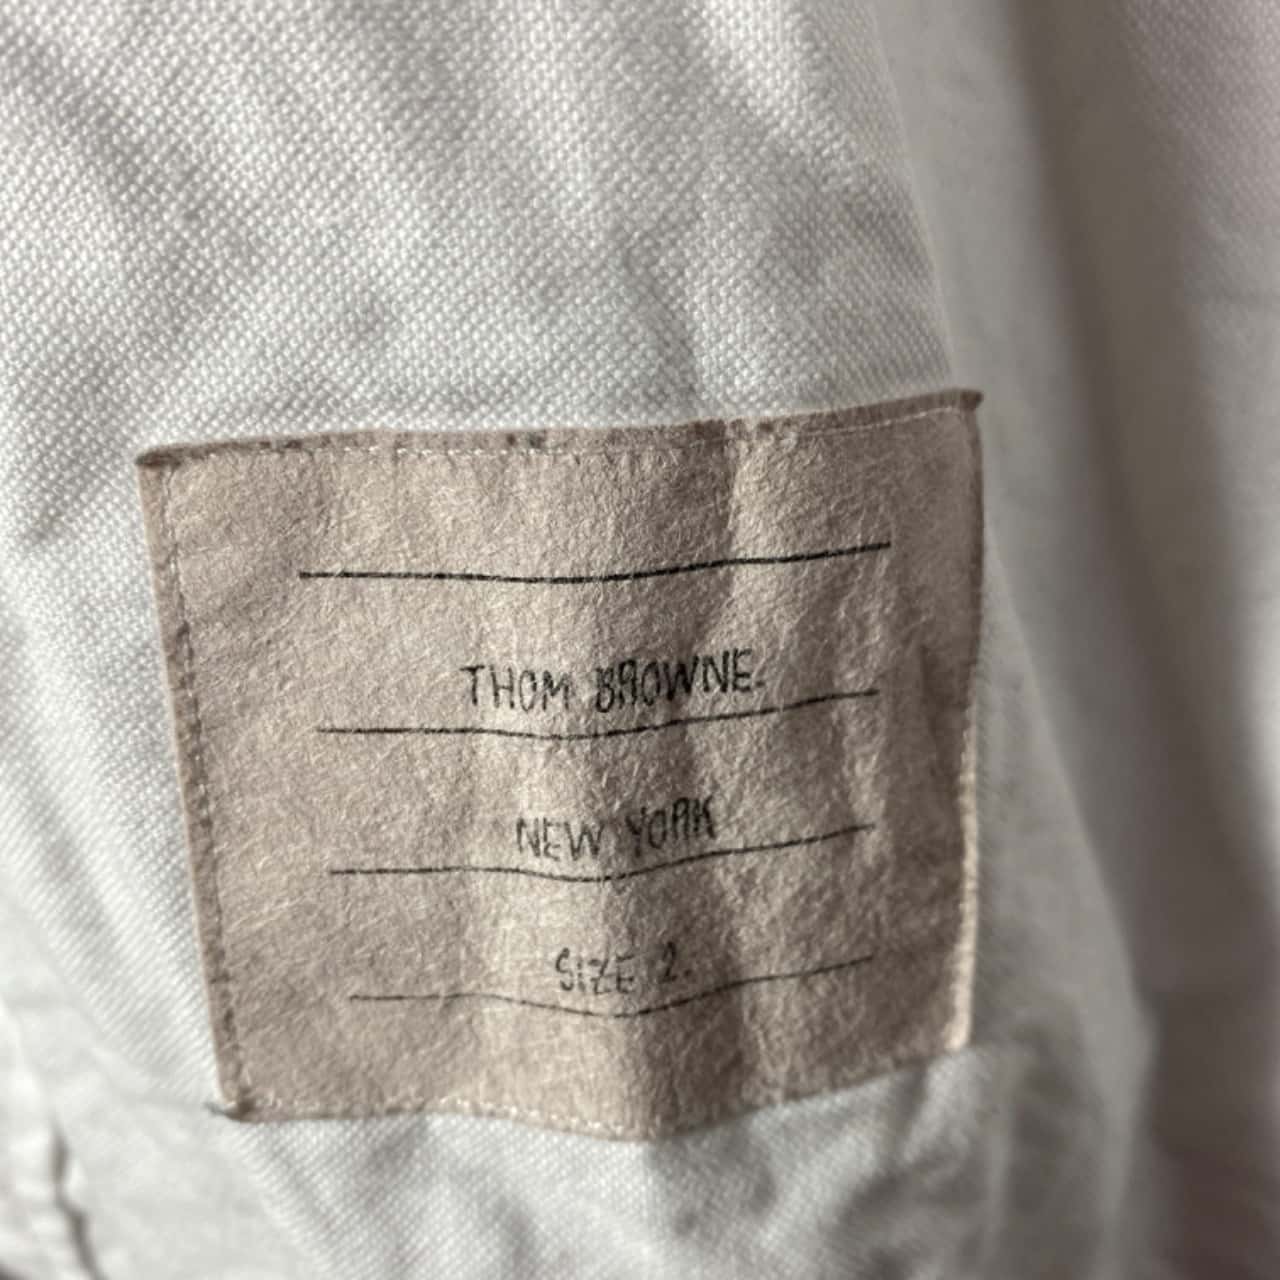 THOM BROWNE.
NEW YORK
SIZE 2.